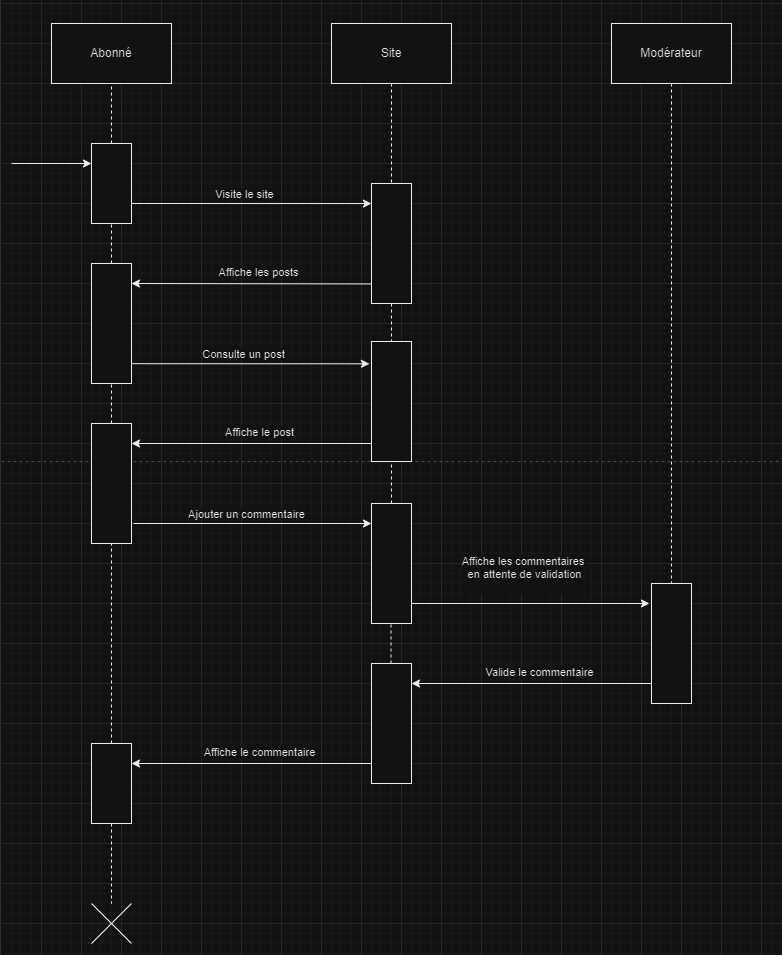 Abonné
Site
Modérateur
Visite le site
Affiche les posts
Consulte un post
Affiche le post
Ajouter un commentaire
Affiche les commentaires
en attente de validation
Valide le commentaire
Affiche le commentaire